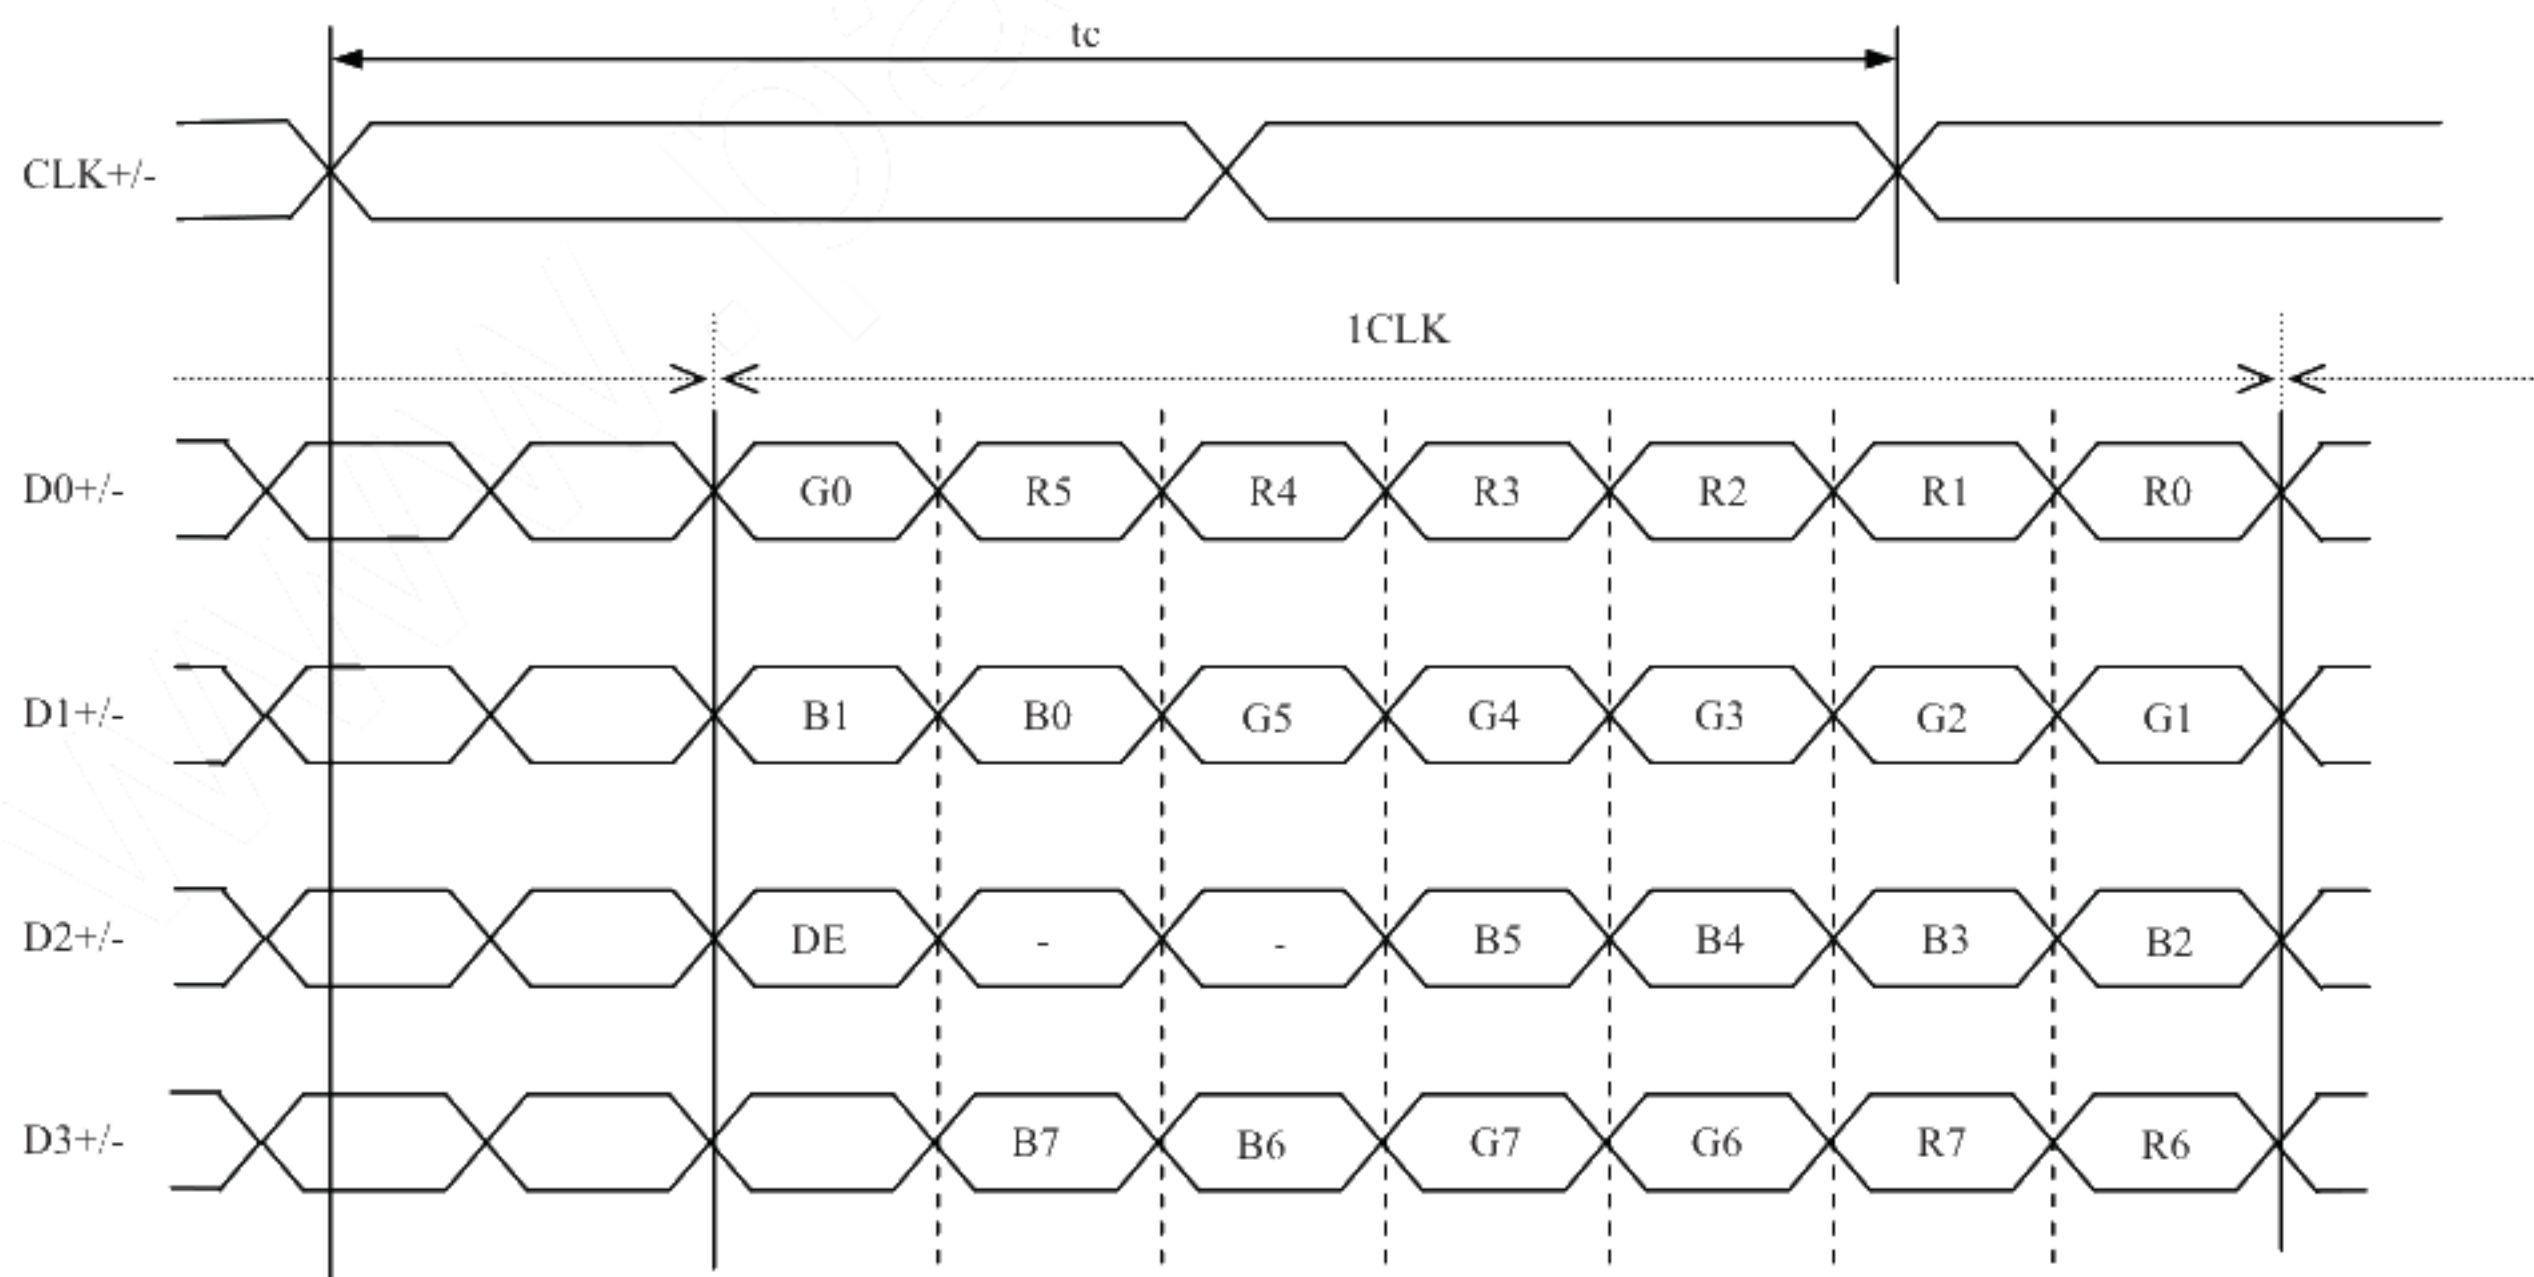 tc
CLK+/-
1CLK
D0+/- G0 R5 R4 R3 R2 R1 R0
D1+/- B1 B0 G5 G4 G3 G2 G1
D2+/- DE - - B5 B4 B3 B2
D3+/- B7 B6 G7 G6 R7 R6